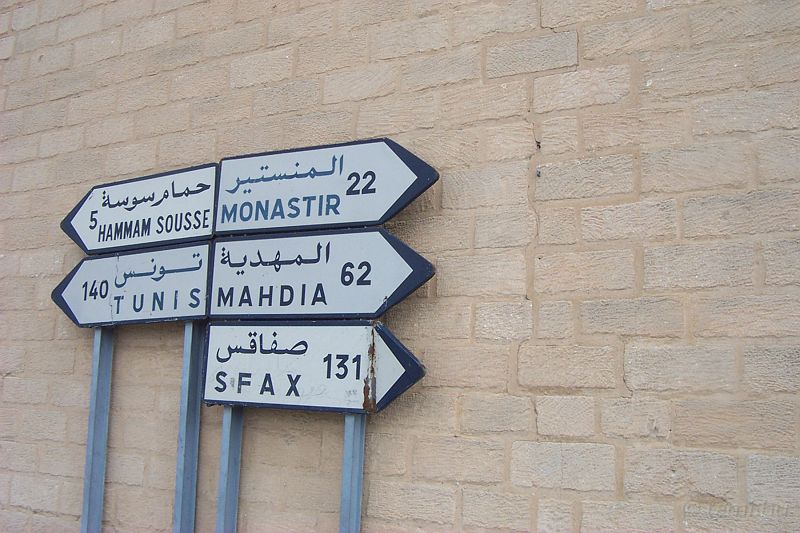 حمام سوسة
5 HAMMAM SOUSSE
المنستير
MONASTIR 22
تونس
140 TUNIS
المهدية
MAHDIA 62
صفاقس
SFAX 131